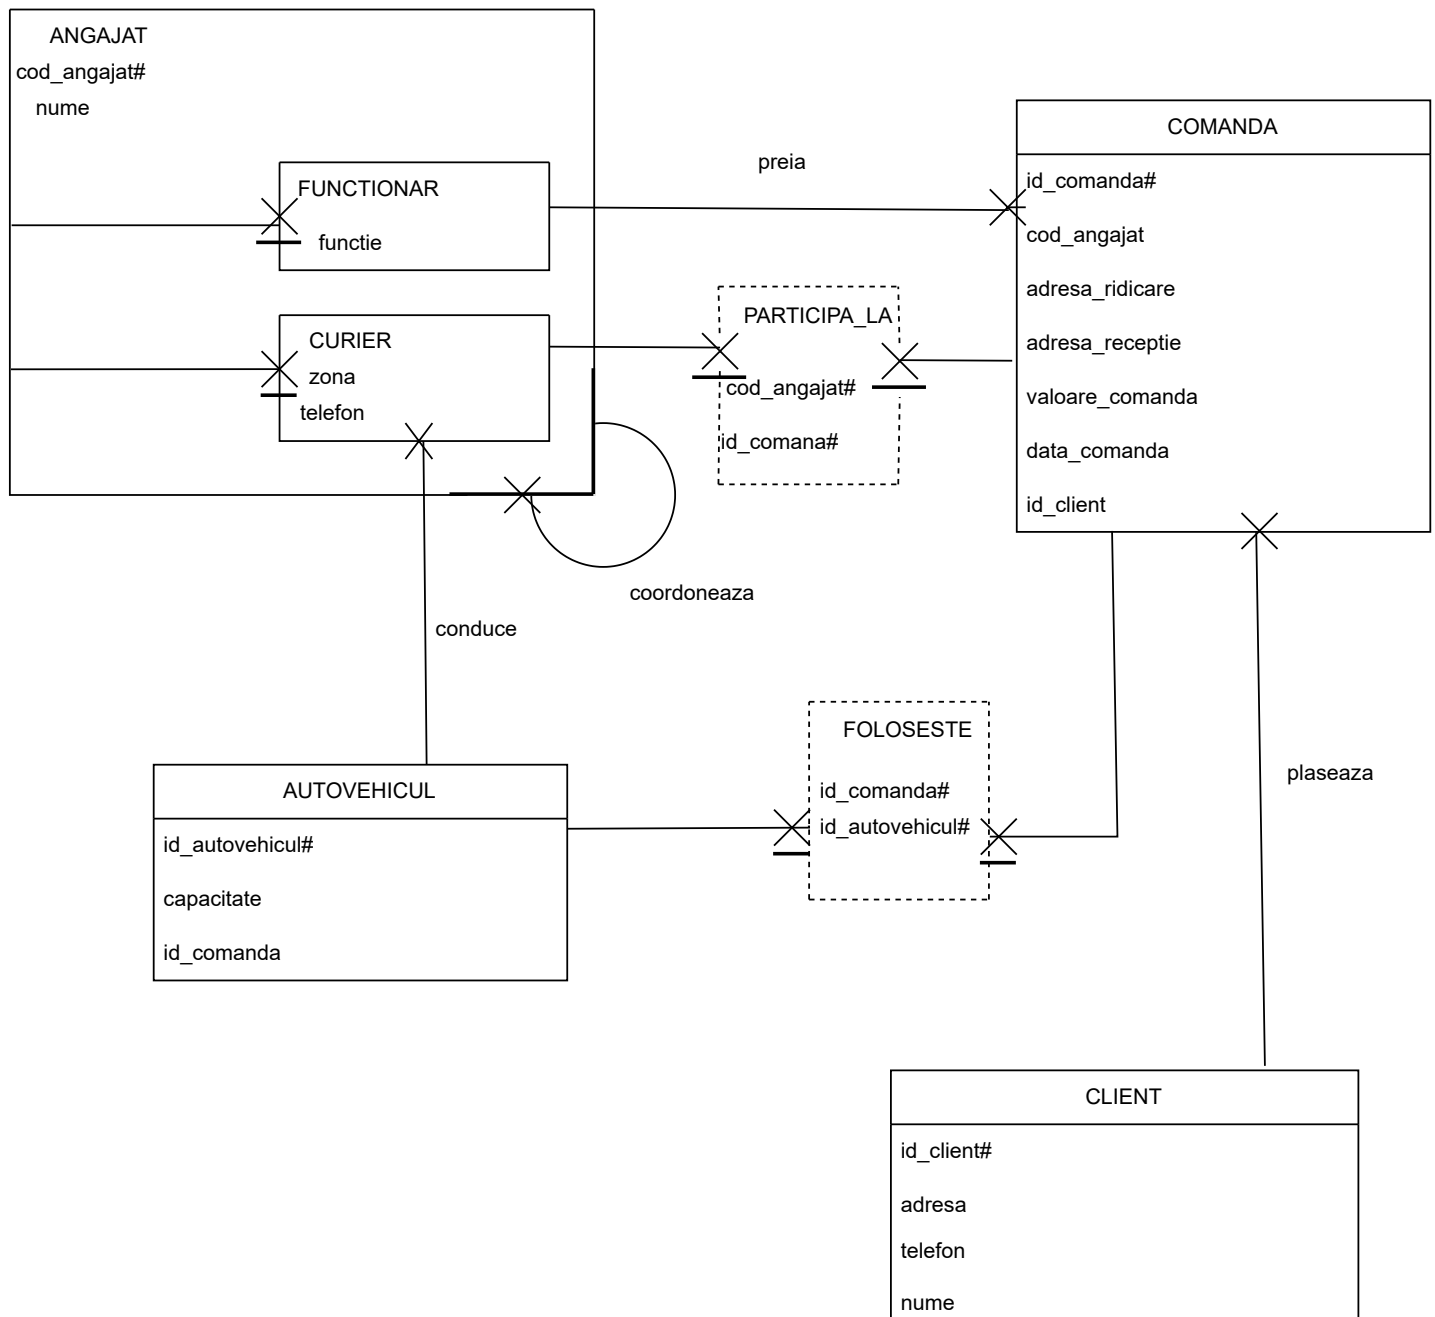 ANGAJAT
cod_angajat#
nume
FUNCTIONAR
functie
CURIER
zona
telefon
preia
PARTICIPA_LA
cod_angajat#
id_comana#
COMANDA
id_comanda#
cod_angajat
adresa_ridicare
adresa_receptie
valoare_comanda
data_comanda
id_client
coordoneaza
conduce
FOLOSESTE
id_comanda#
id_autovehicul#
plaseaza
AUTOVEHICUL
id_autovehicul#
capacitate
id_comanda
CLIENT
id_client#
adresa
telefon
nume